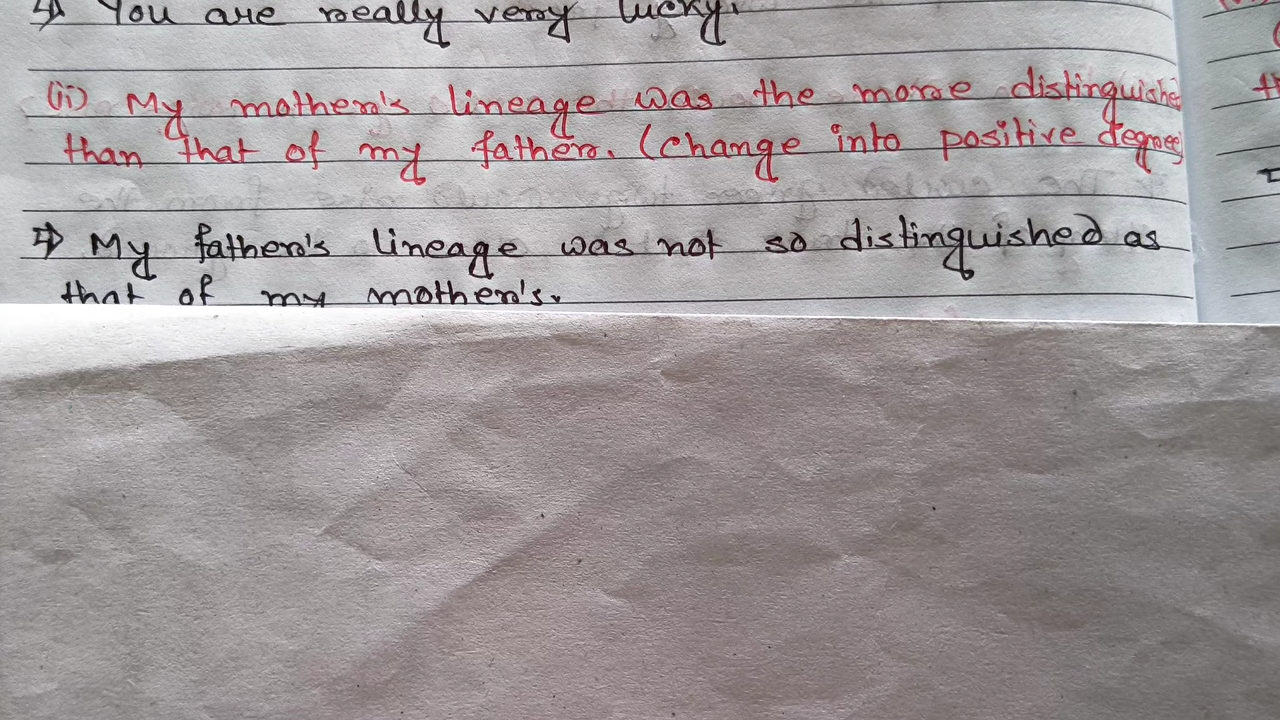 ⇒ You are really very lucky.
(ii) My mother's lineage was the more distinguished
than that of my father. (Change into positive degree)
⇒ My father's lineage was not so distinguished as
that of my mother's.